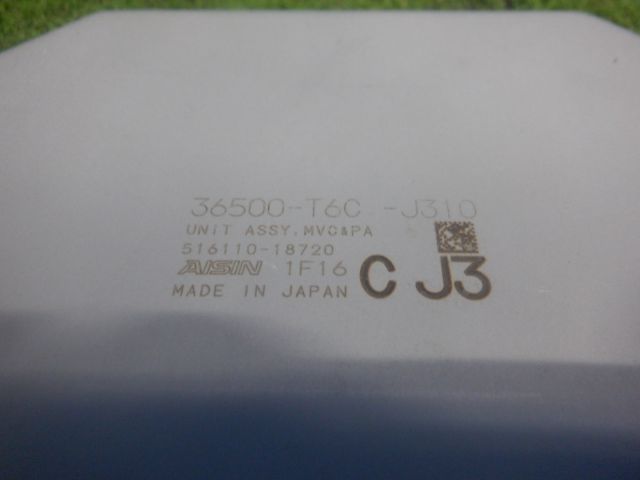 36500-T6C -J310
UNIT ASSY,MVC&PA
516110-18720
AISIN 1F16 C J3
MADE IN JAPAN